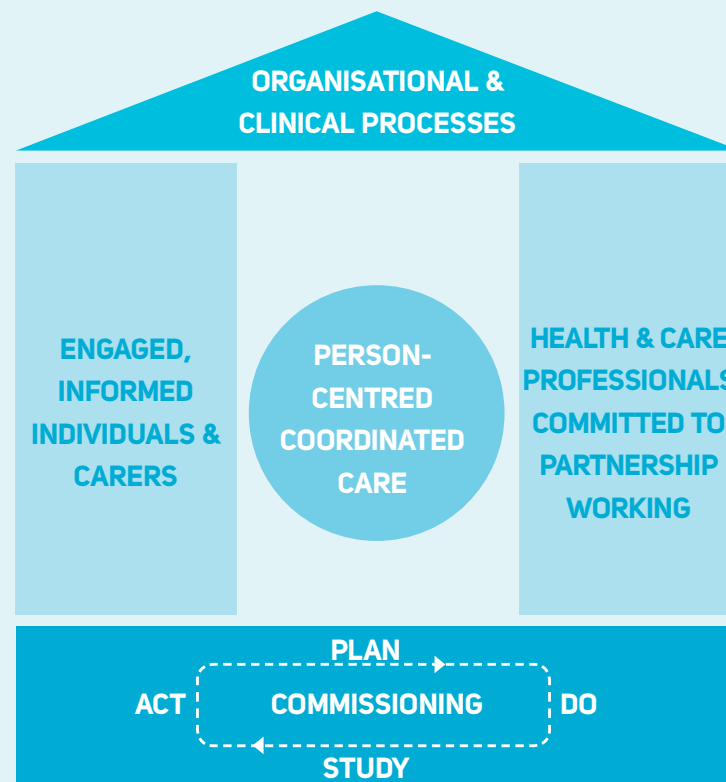 ORGANISATIONAL &
CLINICAL PROCESSES
ENGAGED,
INFORMED
INDIVIDUALS &
CARERS
PERSON-
CENTRED
COORDINATED
CARE
HEALTH & CARE
PROFESSIONALS
COMMITTED TO
PARTNERSHIP
WORKING
PLAN
ACT
COMMISSIONING
DO
STUDY